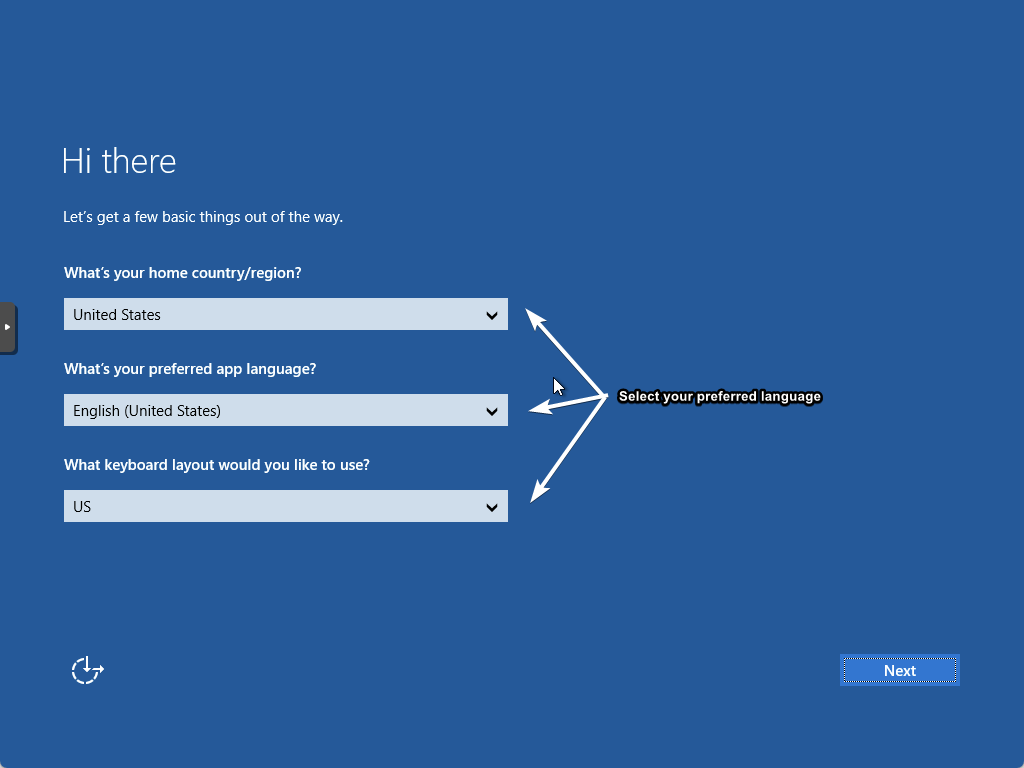 Hi there
Let's get a few basic things out of the way.
What's your home country/region?
United States
What's your preferred app language?
English (United States)
Select your preferred language
What keyboard layout would you like to use?
US
Next